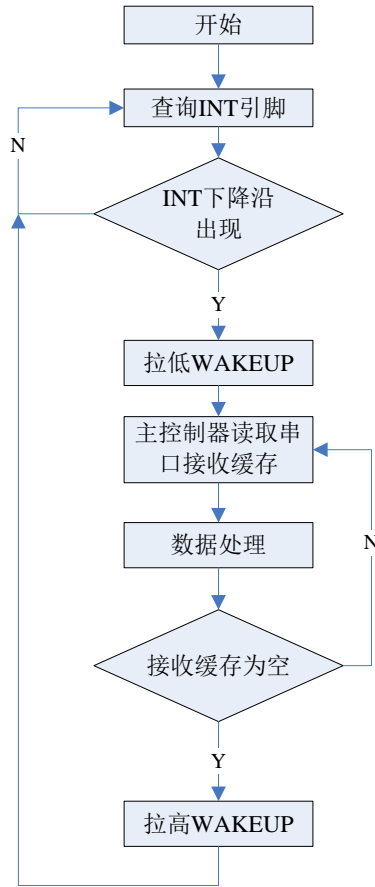 开始
查询INT引脚
N
INT下降沿
出现
Y
拉低WAKEUP
主控制器读取串
口接收缓存
N
数据处理
接收缓存为空
Y
拉高WAKEUP